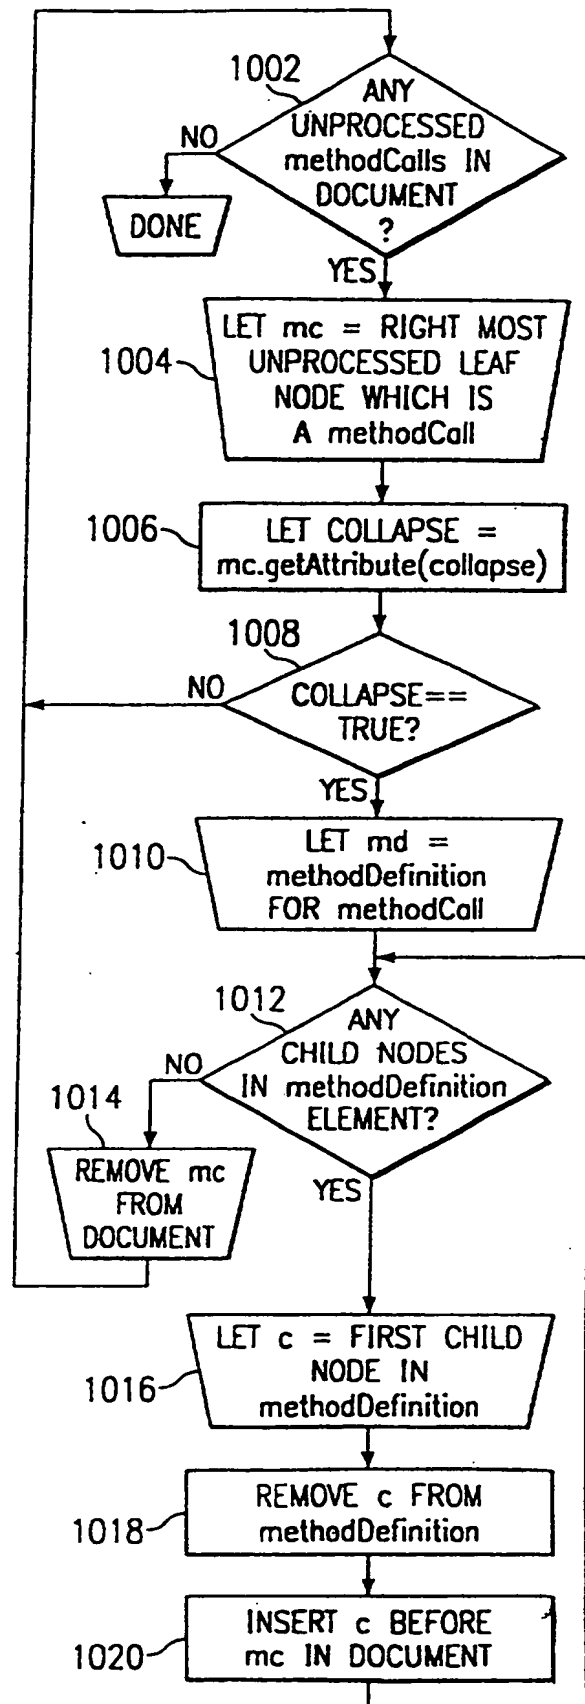 1002
ANY
UNPROCESSED
methodCalls IN
DOCUMENT
?
NO
DONE
YES
1004
LET mc = RIGHT MOST
UNPROCESSED LEAF
NODE WHICH IS
A methodCall
1006
LET COLLAPSE =
mc.getAttribute(collapse)
1008
NO
COLLAPSE==
TRUE?
YES
1010
LET md =
methodDefinition
FOR methodCall
1012
ANY
CHILD NODES
IN methodDefinition
ELEMENT?
NO
1014
REMOVE mc
FROM
DOCUMENT
YES
1016
LET c = FIRST CHILD
NODE IN
methodDefinition
1018
REMOVE c FROM
methodDefinition
1020
INSERT c BEFORE
mc IN DOCUMENT